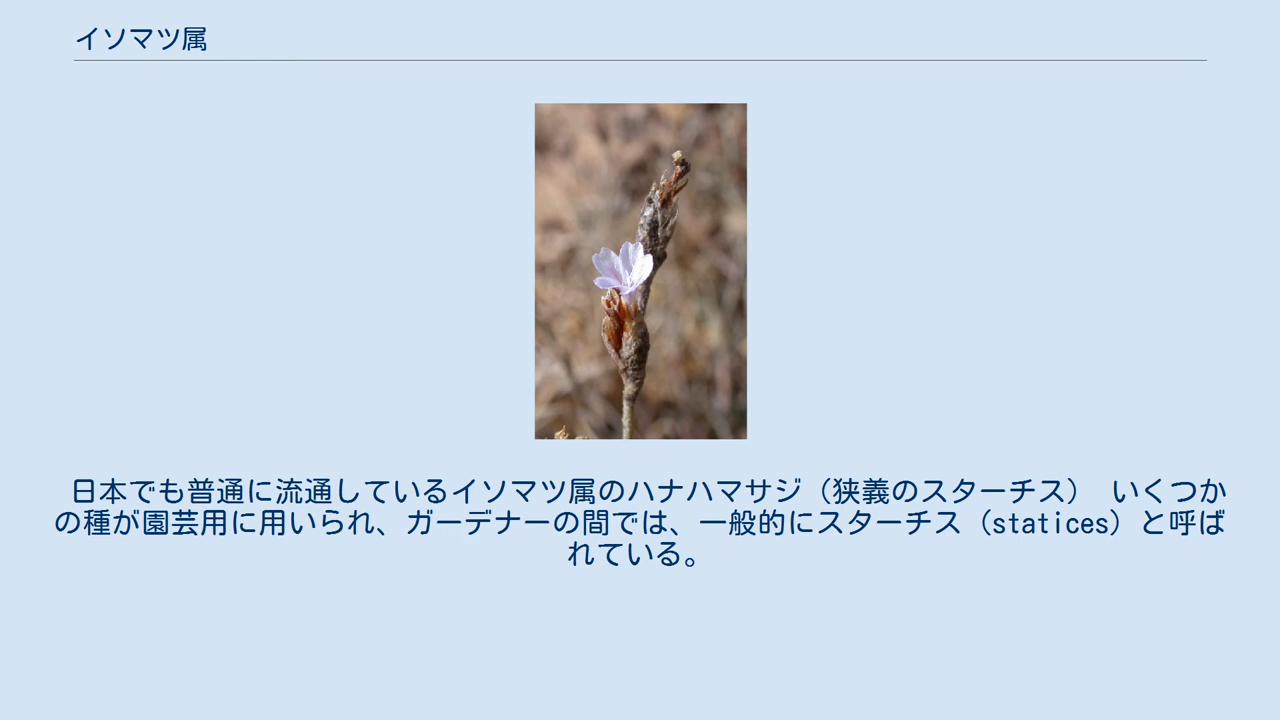 イソマツ属
日本でも普通に流通しているイソマツ属のハナハマサジ（狭義のスターチス）　いくつか
の種が園芸用に用いられ、ガーデナーの間では、一般的にスターチス（statices）と呼ば
れている。